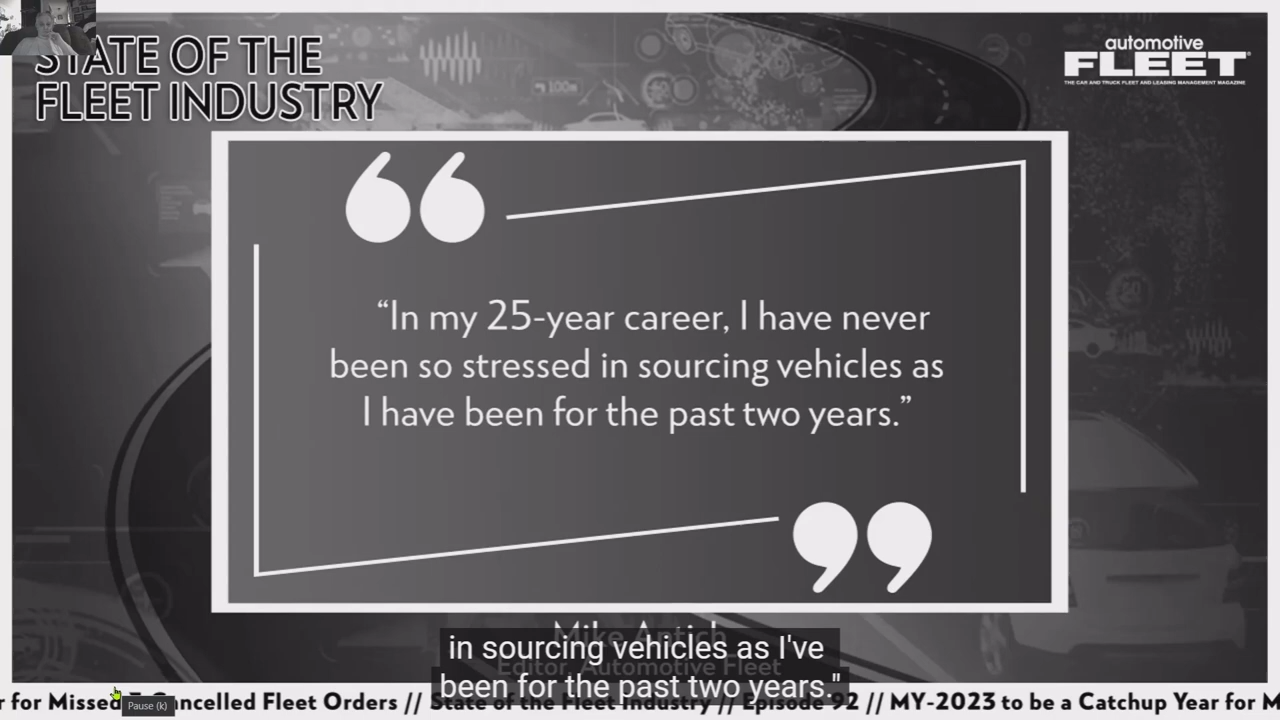 STATE OF THE
FLEET INDUSTRY
automotive
FLEET®
THE CAR AND TRUCK FLEET AND LEASING MANAGEMENT MAGAZINE
“In my 25-year career, I have never
been so stressed in sourcing vehicles as
I have been for the past two years.”
Mike Antich
Editor, Automotive Fleet
in sourcing vehicles as I've
been for the past two years."
r for Missed & Cancelled Fleet Orders // State of the Fleet Industry // Episode 92 // MY-2023 to be a Catchup Year for M
Pause (k)